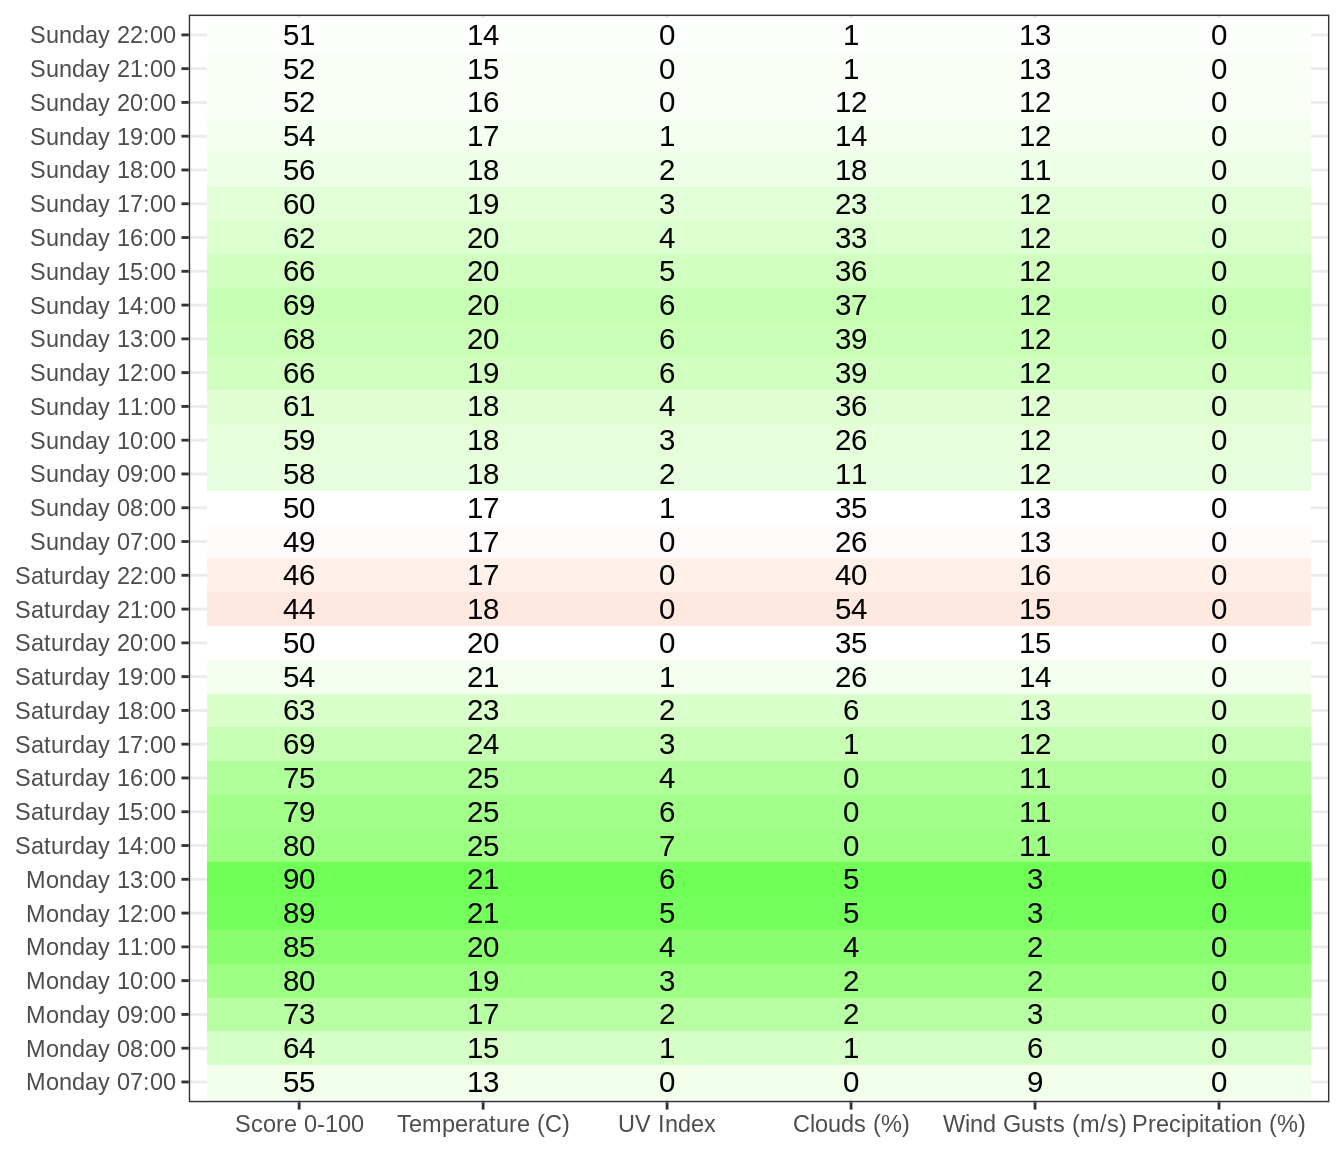 Sunday 22:00 51 14 0 1 13 0
Sunday 21:00 52 15 0 1 13 0
Sunday 20:00 52 16 0 12 12 0
Sunday 19:00 54 17 1 14 12 0
Sunday 18:00 56 18 2 18 11 0
Sunday 17:00 60 19 3 23 12 0
Sunday 16:00 62 20 4 33 12 0
Sunday 15:00 66 20 5 36 12 0
Sunday 14:00 69 20 6 37 12 0
Sunday 13:00 68 20 6 39 12 0
Sunday 12:00 66 19 6 39 12 0
Sunday 11:00 61 18 4 36 12 0
Sunday 10:00 59 18 3 26 12 0
Sunday 09:00 58 18 2 11 12 0
Sunday 08:00 50 17 1 35 13 0
Sunday 07:00 49 17 0 26 13 0
Saturday 22:00 46 17 0 40 16 0
Saturday 21:00 44 18 0 54 15 0
Saturday 20:00 50 20 0 35 15 0
Saturday 19:00 54 21 1 26 14 0
Saturday 18:00 63 23 2 6 13 0
Saturday 17:00 69 24 3 1 12 0
Saturday 16:00 75 25 4 0 11 0
Saturday 15:00 79 25 6 0 11 0
Saturday 14:00 80 25 7 0 11 0
Monday 13:00 90 21 6 5 3 0
Monday 12:00 89 21 5 5 3 0
Monday 11:00 85 20 4 4 2 0
Monday 10:00 80 19 3 2 2 0
Monday 09:00 73 17 2 2 3 0
Monday 08:00 64 15 1 1 6 0
Monday 07:00 55 13 0 0 9 0
Score 0-100 Temperature (C) UV Index Clouds (%) Wind Gusts (m/s) Precipitation (%)